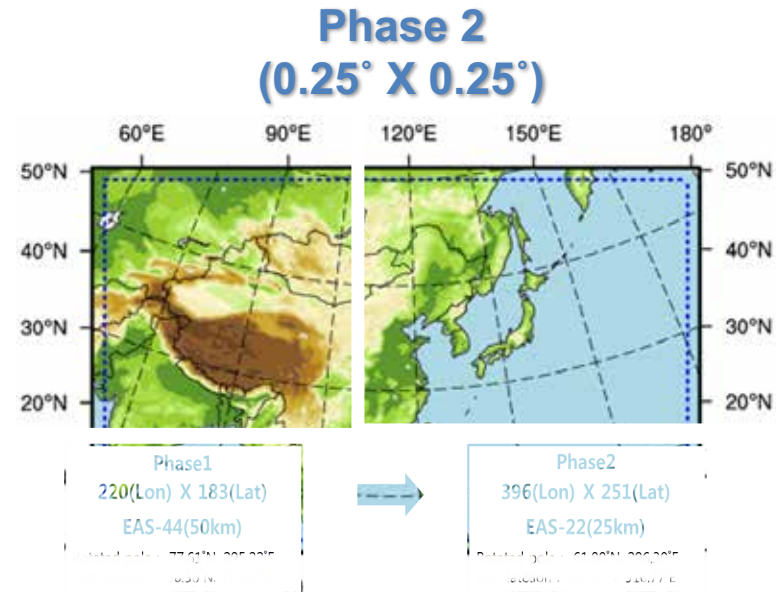 Phase 2
(0.25˚ X 0.25˚)
60°E 90°E 120°E 150°E 180°
50°N 50°N
40°N 40°N
30°N 30°N
20°N 20°N
Phase1 Phase2
220(Lon) X 183(Lat) 396(Lon) X 251(Lat)
EAS-44(50km) EAS-22(25km)